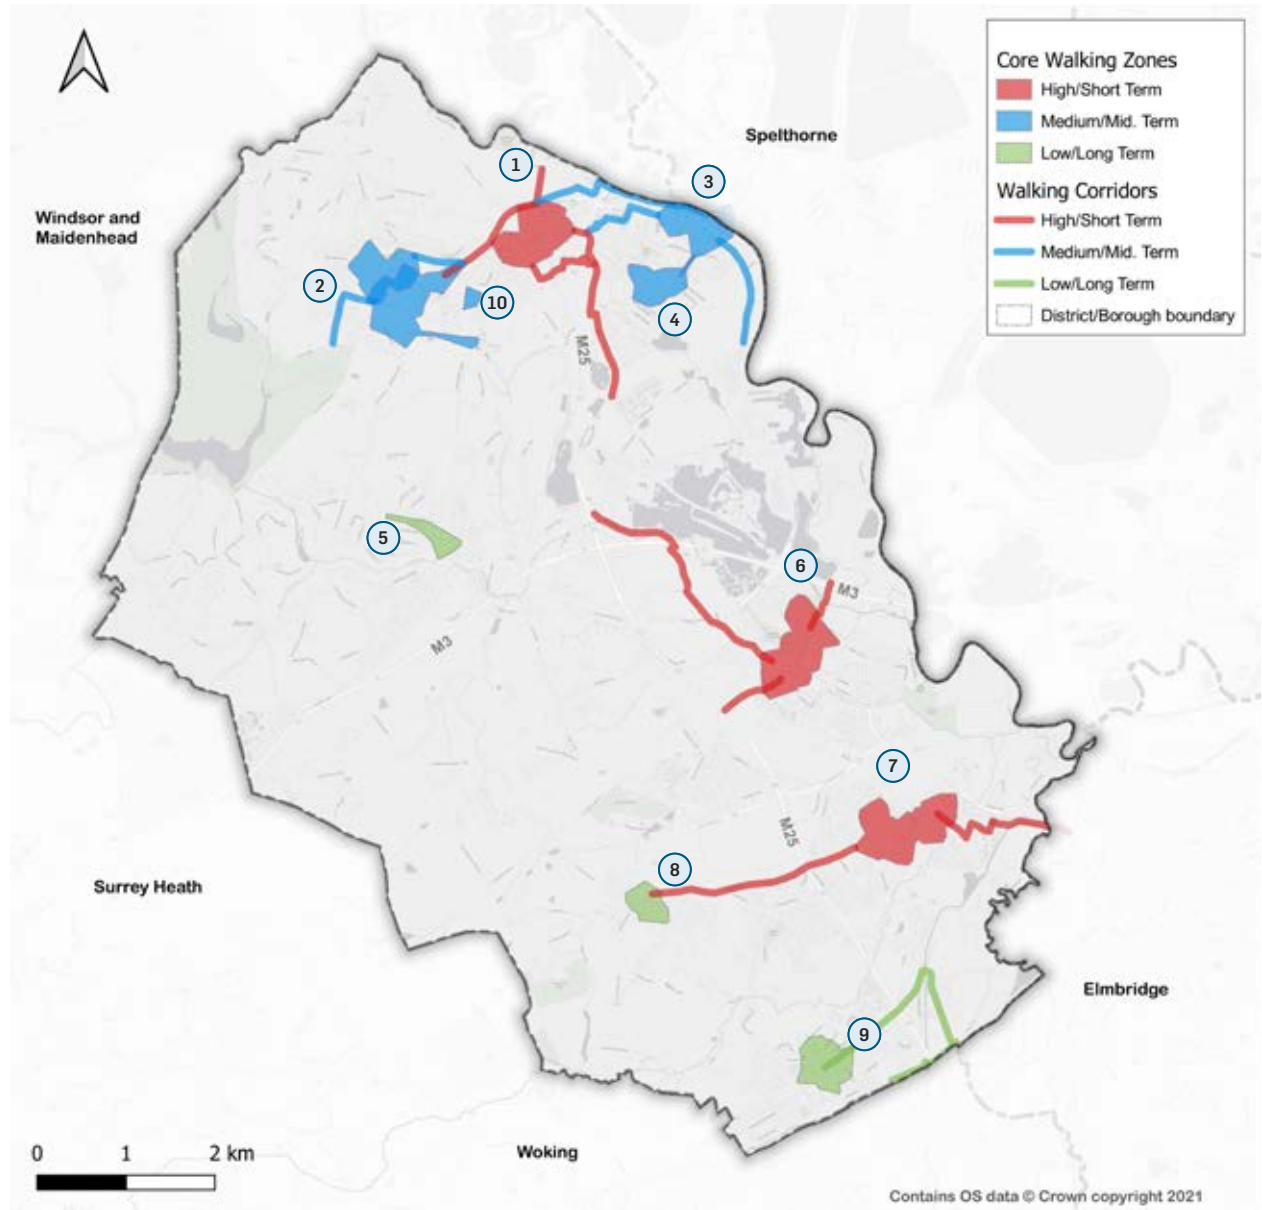 Core Walking Zones
High/Short Term
Medium/Mid. Term
Low/Long Term
Walking Corridors
High/Short Term
Medium/Mid. Term
Low/Long Term
District/Borough boundary
Spelthorne
Windsor and
Maidenhead
1
3
2
10
4
M25
5
6
M3
M3
7
M25
8
Surrey Heath
Elmbridge
9
Woking
0 1 2 km
Contains OS data © Crown copyright 2021